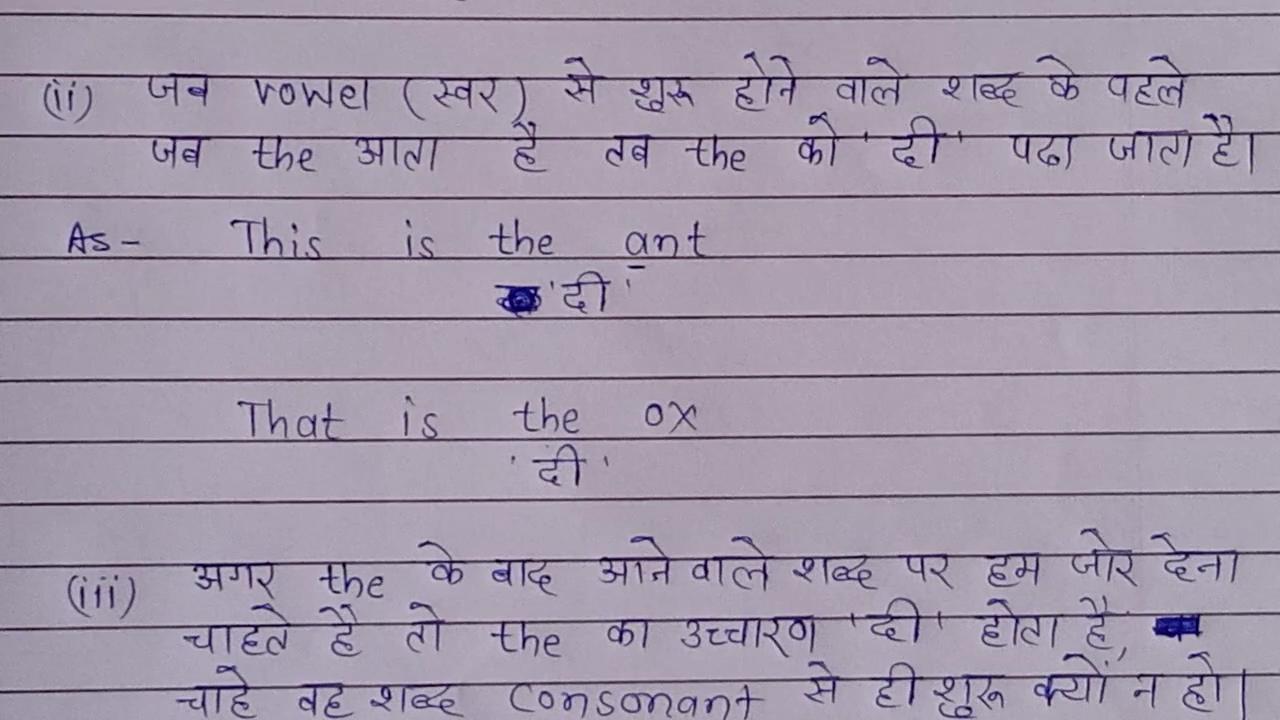 (ii) जब vowel (स्वर) से शुरू होने वाले शब्द के पहले
जब the आता है तब the को 'दी' पढा जाता है।
As- This is the ant
'दी'
That is the ox
'दी'
(iii) अगर the के बाद आने वाले शब्द पर हम जोर देना
चाहते है तो the का उच्चारण 'दी' होता है,
चाहे वह शब्द consonant से ही शुरू क्यों न हो।